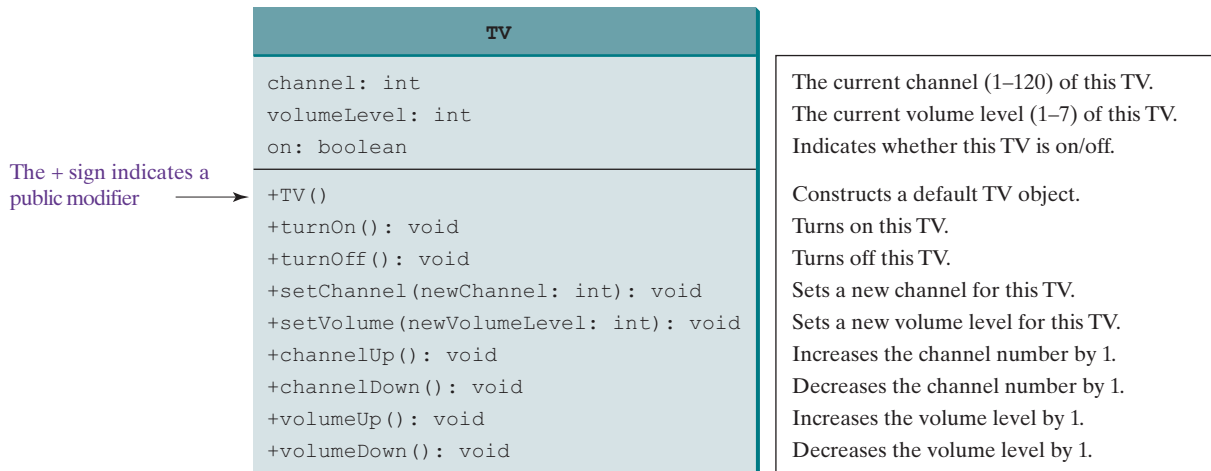 TV
channel: int
volumeLevel: int
on: boolean
The current channel (1–120) of this TV.
The current volume level (1–7) of this TV.
Indicates whether this TV is on/off.
The + sign indicates a
public modifier
+TV()
+turnOn(): void
+turnOff(): void
+setChannel(newChannel: int): void
+setVolume(newVolumeLevel: int): void
+channelUp(): void
+channelDown(): void
+volumeUp(): void
+volumeDown(): void
Constructs a default TV object.
Turns on this TV.
Turns off this TV.
Sets a new channel for this TV.
Sets a new volume level for this TV.
Increases the channel number by 1.
Decreases the channel number by 1.
Increases the volume level by 1.
Decreases the volume level by 1.